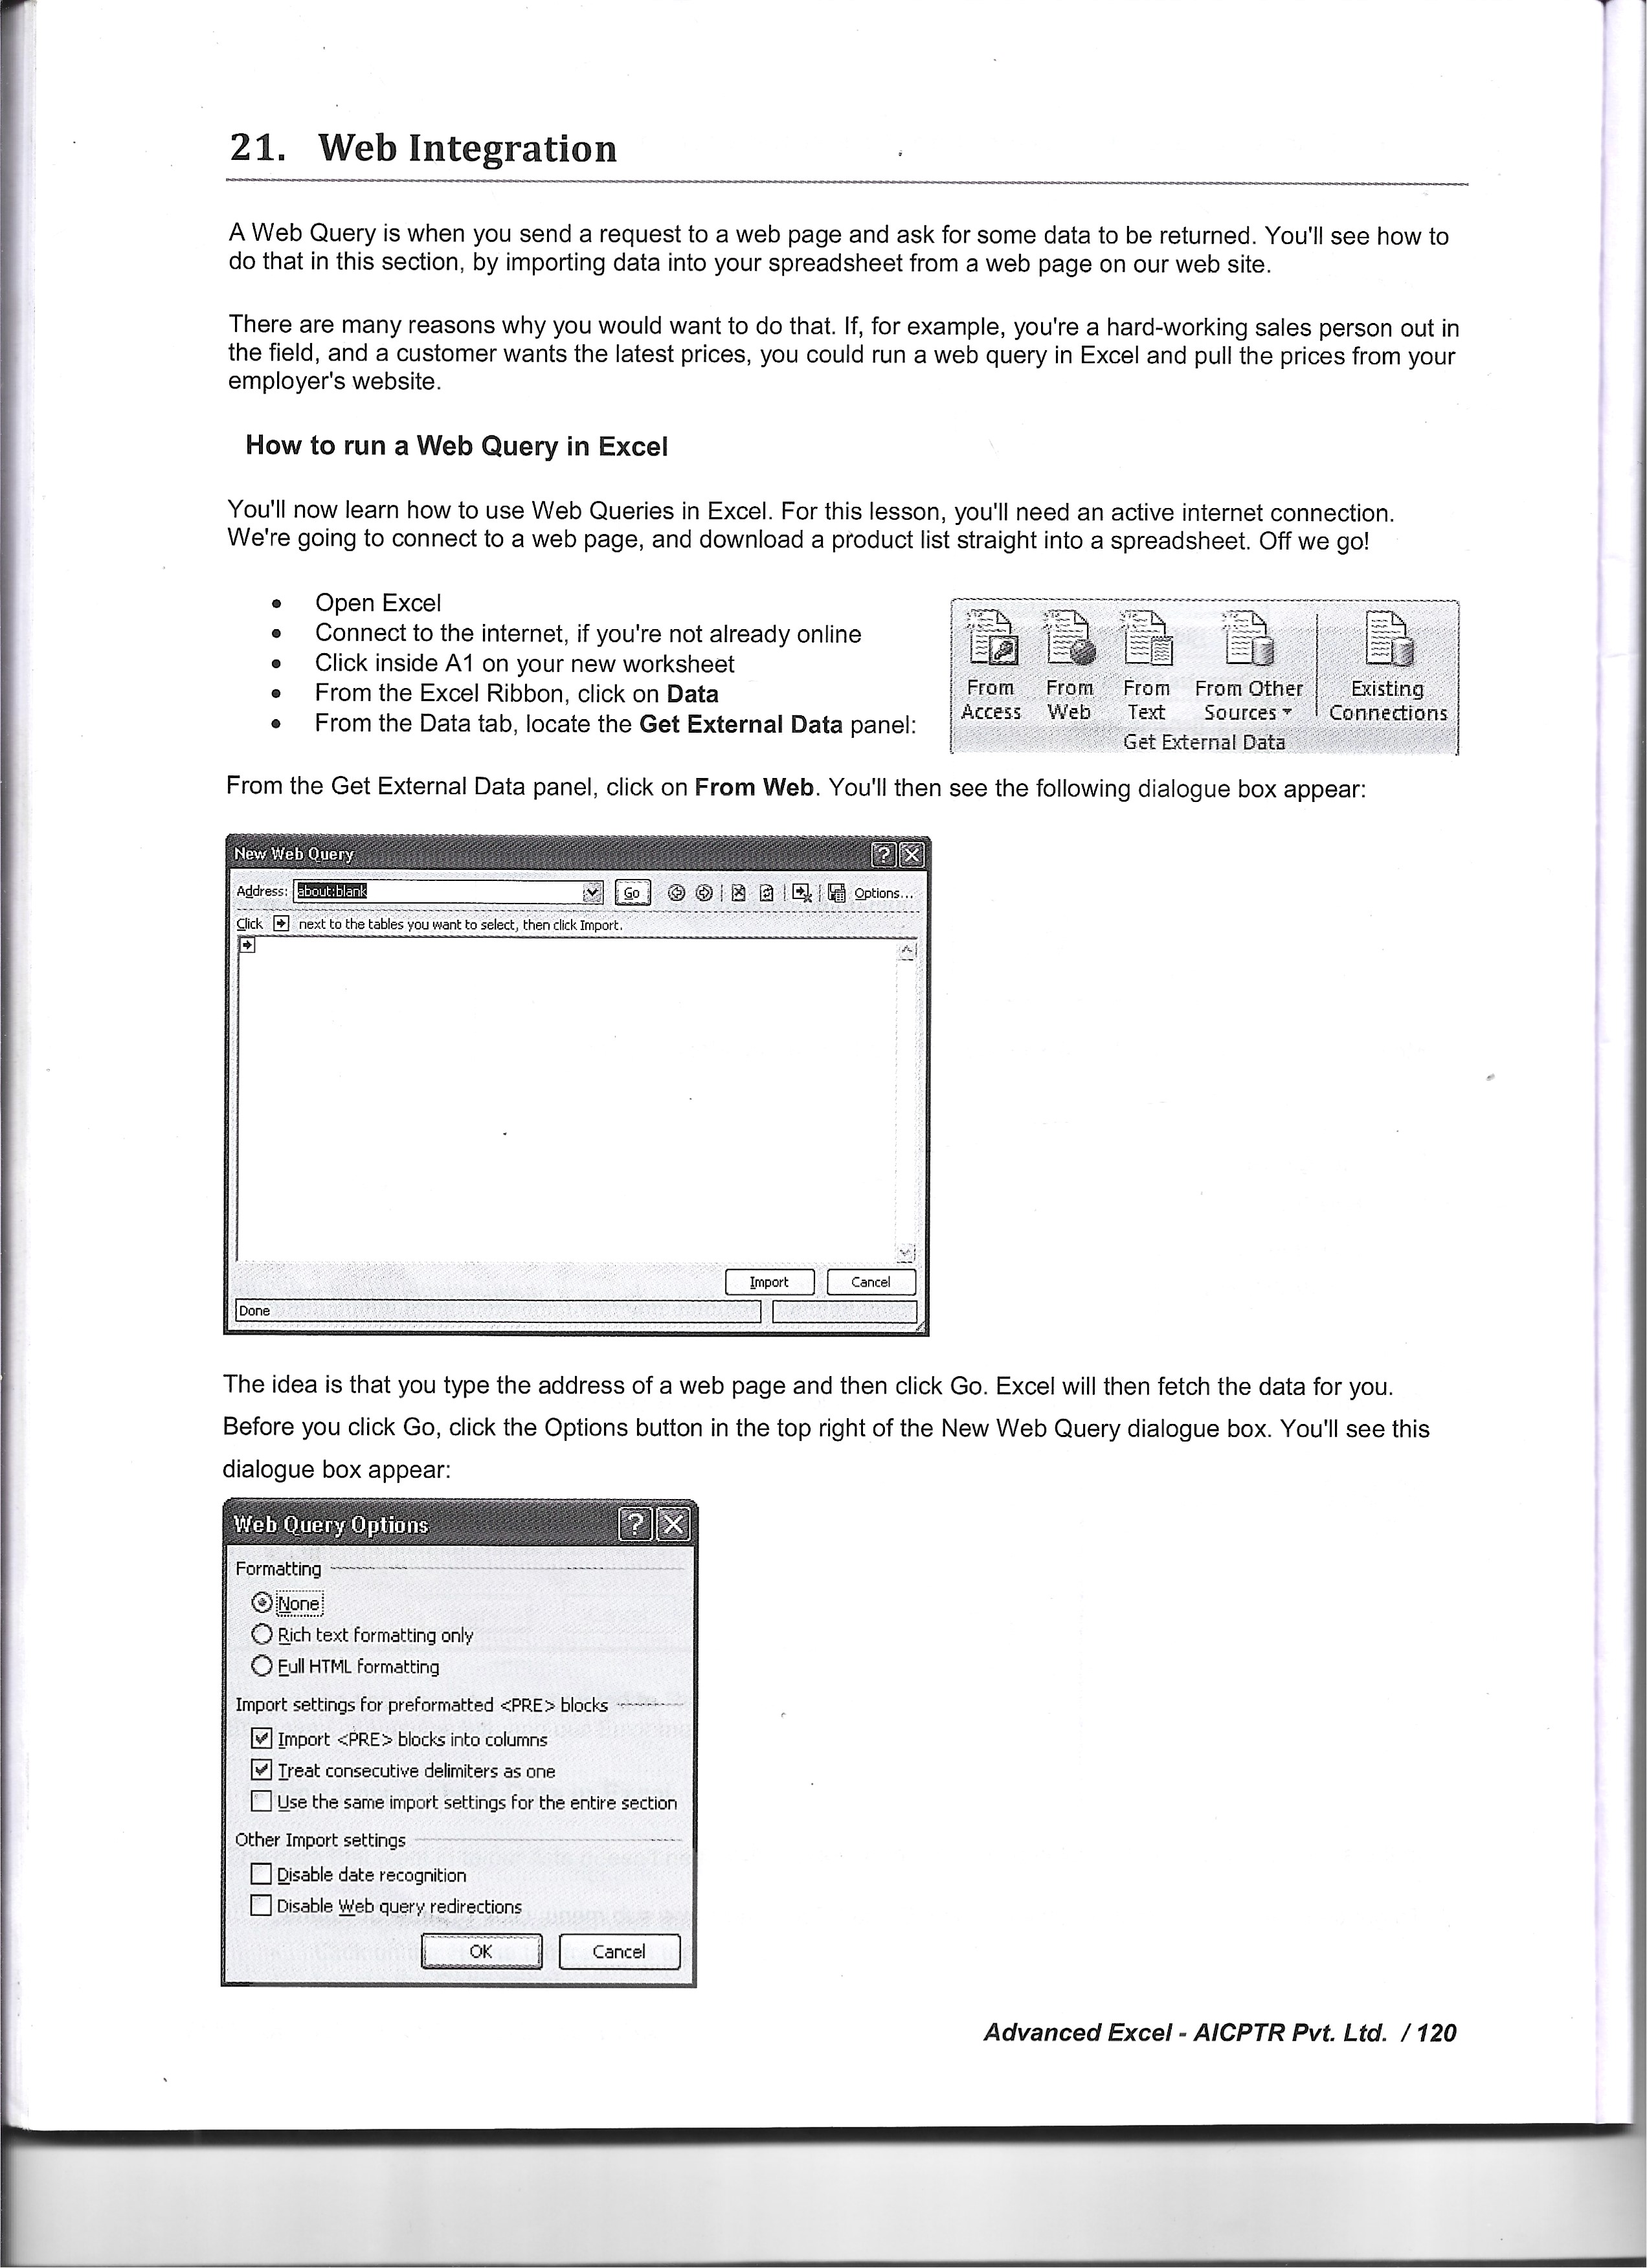 21. Web Integration
A Web Query is when you send a request to a web page and ask for some data to be returned. You'll see how to
do that in this section, by importing data into your spreadsheet from a web page on our web site.
There are many reasons why you would want to do that. If, for example, you're a hard-working sales person out in
the field, and a customer wants the latest prices, you could run a web query in Excel and pull the prices from your
employer's website.
How to run a Web Query in Excel
You'll now learn how to use Web Queries in Excel. For this lesson, you'll need an active internet connection.
We're going to connect to a web page, and download a product list straight into a spreadsheet. Off we go!
• Open Excel
• Connect to the internet, if you're not already online
• Click inside A1 on your new worksheet
• From the Excel Ribbon, click on Data
• From the Data tab, locate the Get External Data panel:
From From From From Other Existing
Access Web Text Sources Connections
Get External Data
From the Get External Data panel, click on From Web. You'll then see the following dialogue box appear:
New Web Query
Address: about:blank Go Options...
Click next to the tables you want to select, then click Import.
Import Cancel
Done
The idea is that you type the address of a web page and then click Go. Excel will then fetch the data for you.
Before you click Go, click the Options button in the top right of the New Web Query dialogue box. You'll see this
dialogue box appear:
Web Query Options
Formatting
None
Rich text formatting only
Full HTML formatting
Import settings for preformatted <PRE> blocks
Import <PRE> blocks into columns
Treat consecutive delimiters as one
Use the same import settings for the entire section
Other Import settings
Disable date recognition
Disable Web query redirections
OK Cancel
Advanced Excel - AICPTR Pvt. Ltd. / 120